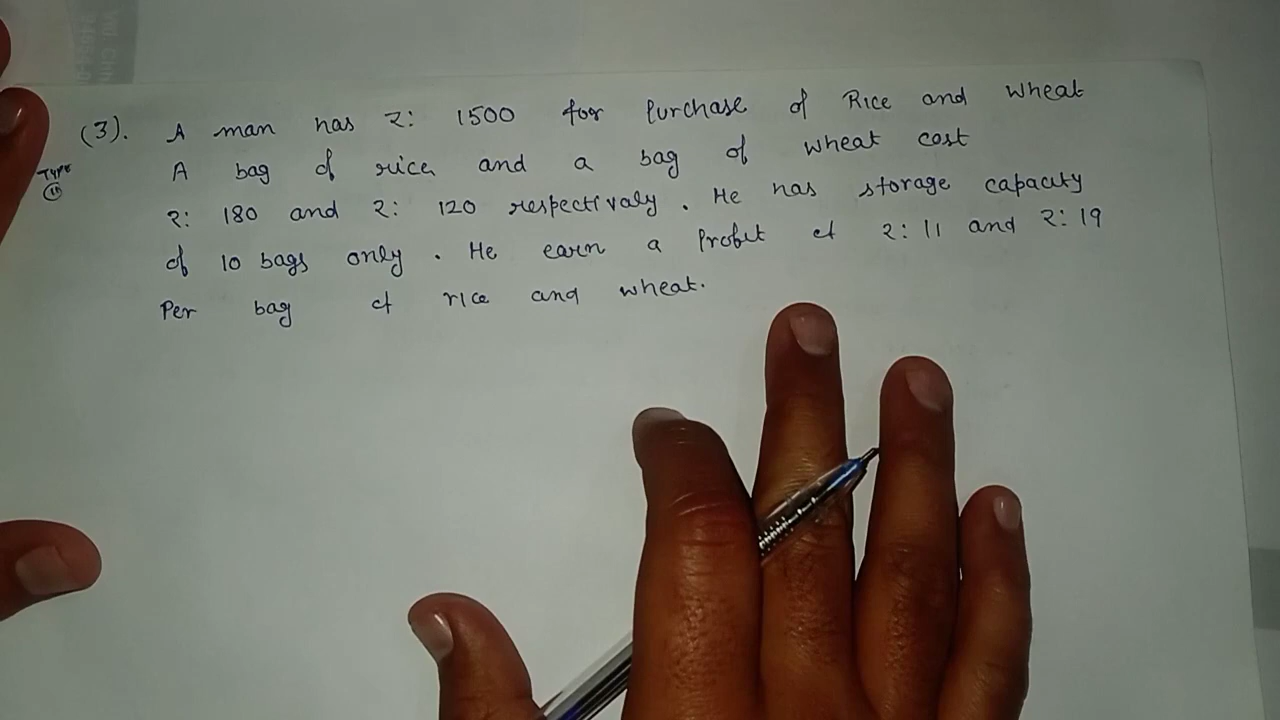 (3). A man has ₹: 1500 for Purchase of Rice and Wheat
TYPE A bag of rice and a bag of wheat cost
₹: 180 and ₹: 120 respectivaly. He has storage capacity
of 10 bags only. He earn a Profit of ₹: 11 and ₹: 19
Per bag of rice and wheat.